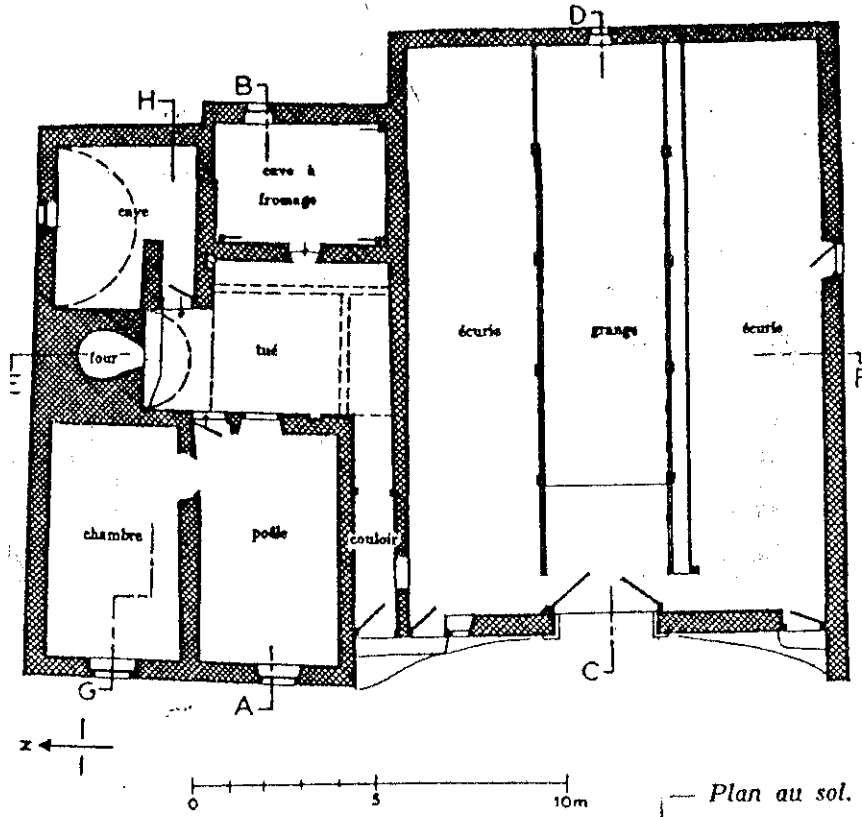 D
B
H
cave à
fromage
cave
écurie
grange
écurie
tué
four
E
F
chambre
poêle
couloir
G
A
C
z
0
5
10m
Plan au sol.